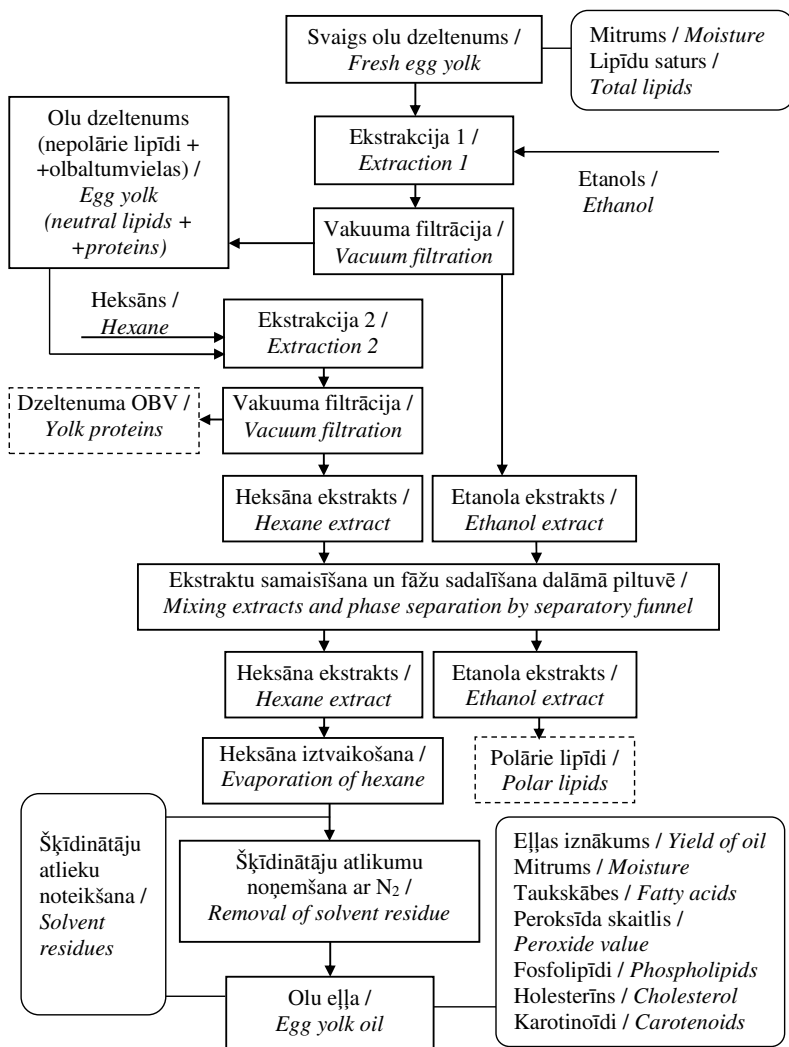 Svaigs olu dzeltenums /
Fresh egg yolk
Mitrums / Moisture
Lipīdu saturs /
Total lipids
Olu dzeltenums
(nepolārie lipīdi +
+olbaltumvielas) /
Egg yolk
(neutral lipids +
+proteins)
Ekstrakcija 1 /
Extraction 1
Etanols /
Ethanol
Vakuuma filtrācija /
Vacuum filtration
Heksāns /
Hexane
Ekstrakcija 2 /
Extraction 2
Dzeltenuma OBV /
Yolk proteins
Vakuuma filtrācija /
Vacuum filtration
Heksāna ekstrakts /
Hexane extract
Etanola ekstrakts /
Ethanol extract
Ekstraktu samaisīšana un fāžu sadalīšana dalāmā piltuvē /
Mixing extracts and phase separation by separatory funnel
Heksāna ekstrakts /
Hexane extract
Etanola ekstrakts /
Ethanol extract
Heksāna iztvaikošana /
Evaporation of hexane
Polārie lipīdi /
Polar lipids
Šķīdinātāju
atlieku
noteikšana /
Solvent
residues
Šķīdinātāju atlikumu
noņemšana ar N₂ /
Removal of solvent residue
Olu eļļa /
Egg yolk oil
Eļļas iznākums / Yield of oil
Mitrums / Moisture
Taukskābes / Fatty acids
Peroksīda skaitlis /
Peroxide value
Fosfolipīdi / Phospholipids
Holesterīns / Cholesterol
Karotinoīdi / Carotenoids